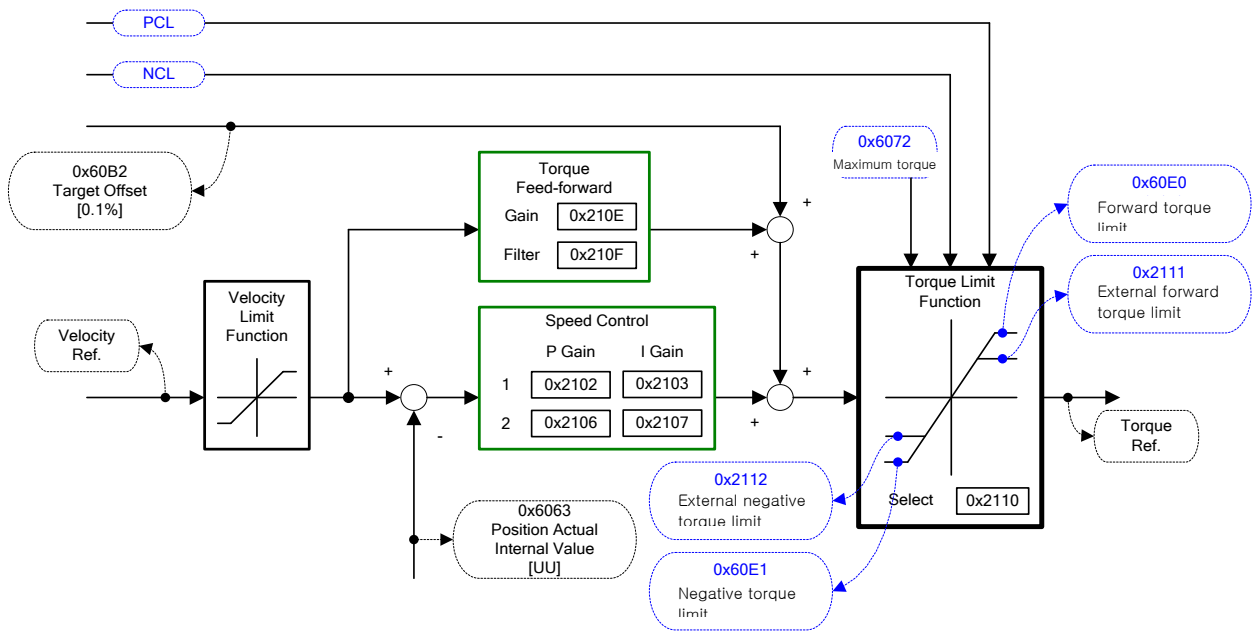 PCL
NCL
0x60B2
Target Offset
[0.1%]
Torque
Feed-forward
Gain
0x210E
Filter
0x210F
+
+
0x6072
Maximum torque
0x60E0
Forward torque
limit
0x2111
External forward
torque limit
Velocity
Ref.
Velocity
Limit
Function
+
-
Speed Control
P Gain
I Gain
1
0x2102
0x2103
2
0x2106
0x2107
+
+
Torque Limit
Function
Select
0x2110
Torque
Ref.
0x6063
Position Actual
Internal Value
[UU]
0x2112
External negative
torque limit
0x60E1
Negative torque
limit